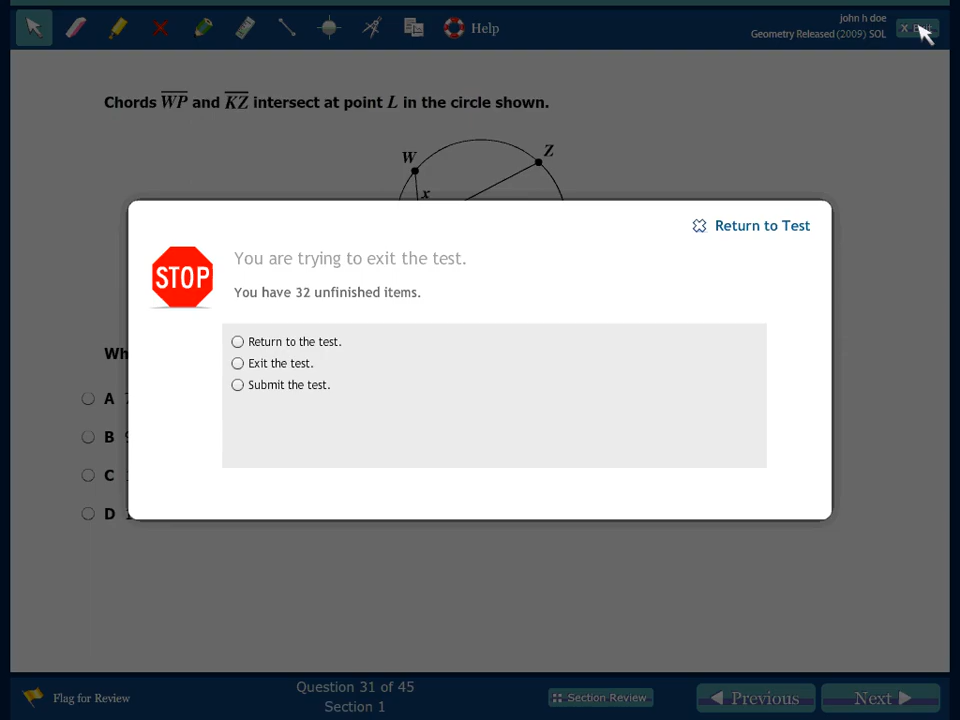 Help
john h doe
Geometry Released (2009) SOL
X
Chords WP and KZ intersect at point L in the circle shown.
W
Z
x
Return to Test
STOP
You are trying to exit the test.
You have 32 unfinished items.
Return to the test.
Exit the test.
Submit the test.
Wh
A
B
C
D
Flag for Review
Question 31 of 45
Section 1
Section Review
Previous
Next